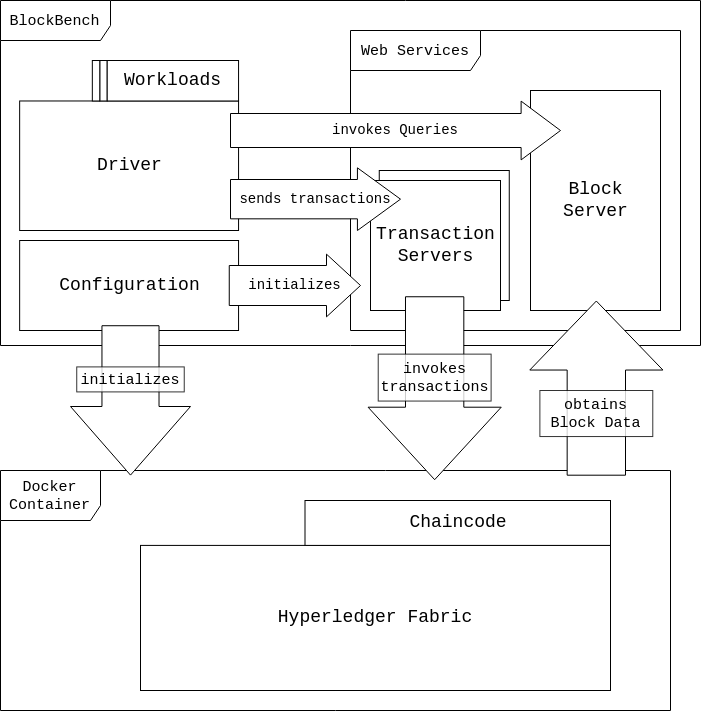 BlockBench
Web Services
Workloads
Driver
invokes Queries
sends transactions
Block
Server
Transaction
Servers
Configuration
initializes
initializes
invokes
transactions
obtains
Block Data
Docker
Container
Chaincode
Hyperledger Fabric